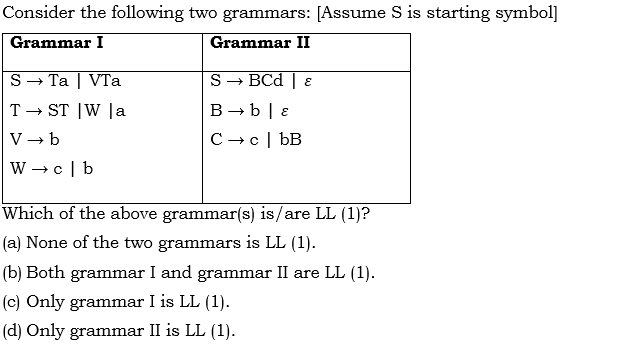 Consider the following two grammars: [Assume S is starting symbol]
Grammar I Grammar II
S → Ta | VTa S → BCd | ε
T → ST |W |a B → b | ε
V → b C → c | bB
W → c | b
Which of the above grammar(s) is/are LL (1)?
(a) None of the two grammars is LL (1).
(b) Both grammar I and grammar II are LL (1).
(c) Only grammar I is LL (1).
(d) Only grammar II is LL (1).